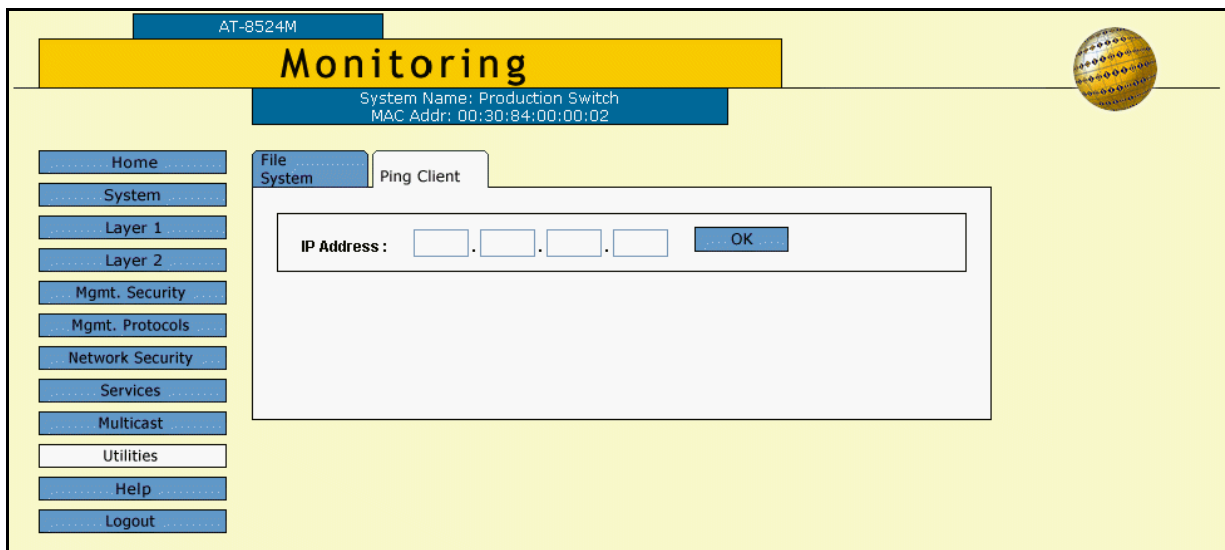 AT-8524M
Monitoring
System Name: Production Switch
MAC Addr: 00:30:84:00:00:02
Home
System
Layer 1
Layer 2
Mgmt. Security
Mgmt. Protocols
Network Security
Services
Multicast
Utilities
Help
Logout
File
System
Ping Client
IP Address : . . . OK